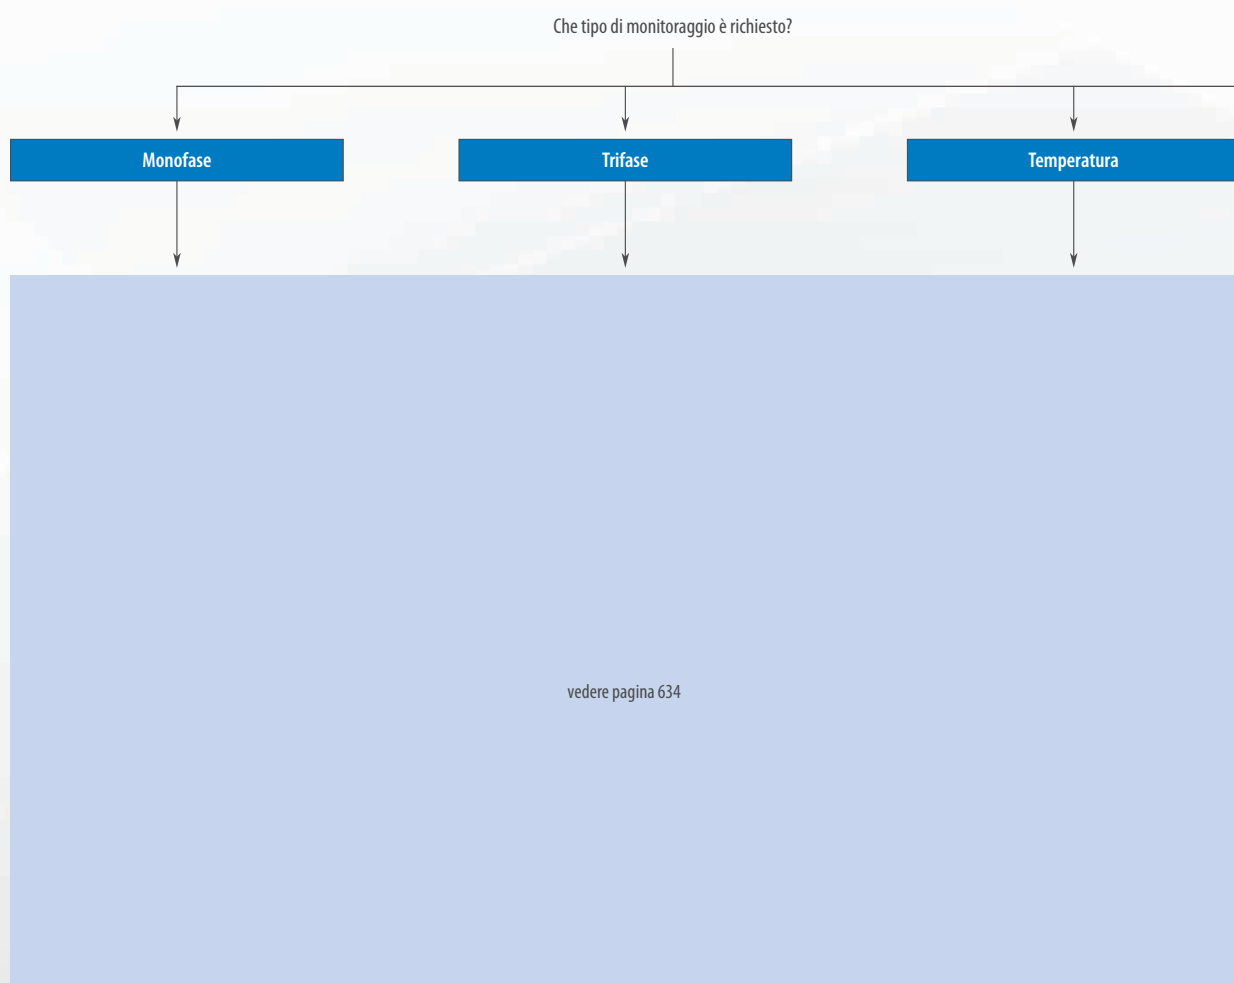 Che tipo di monitoraggio è richiesto?
Monofase
Trifase
Temperatura
vedere pagina 634